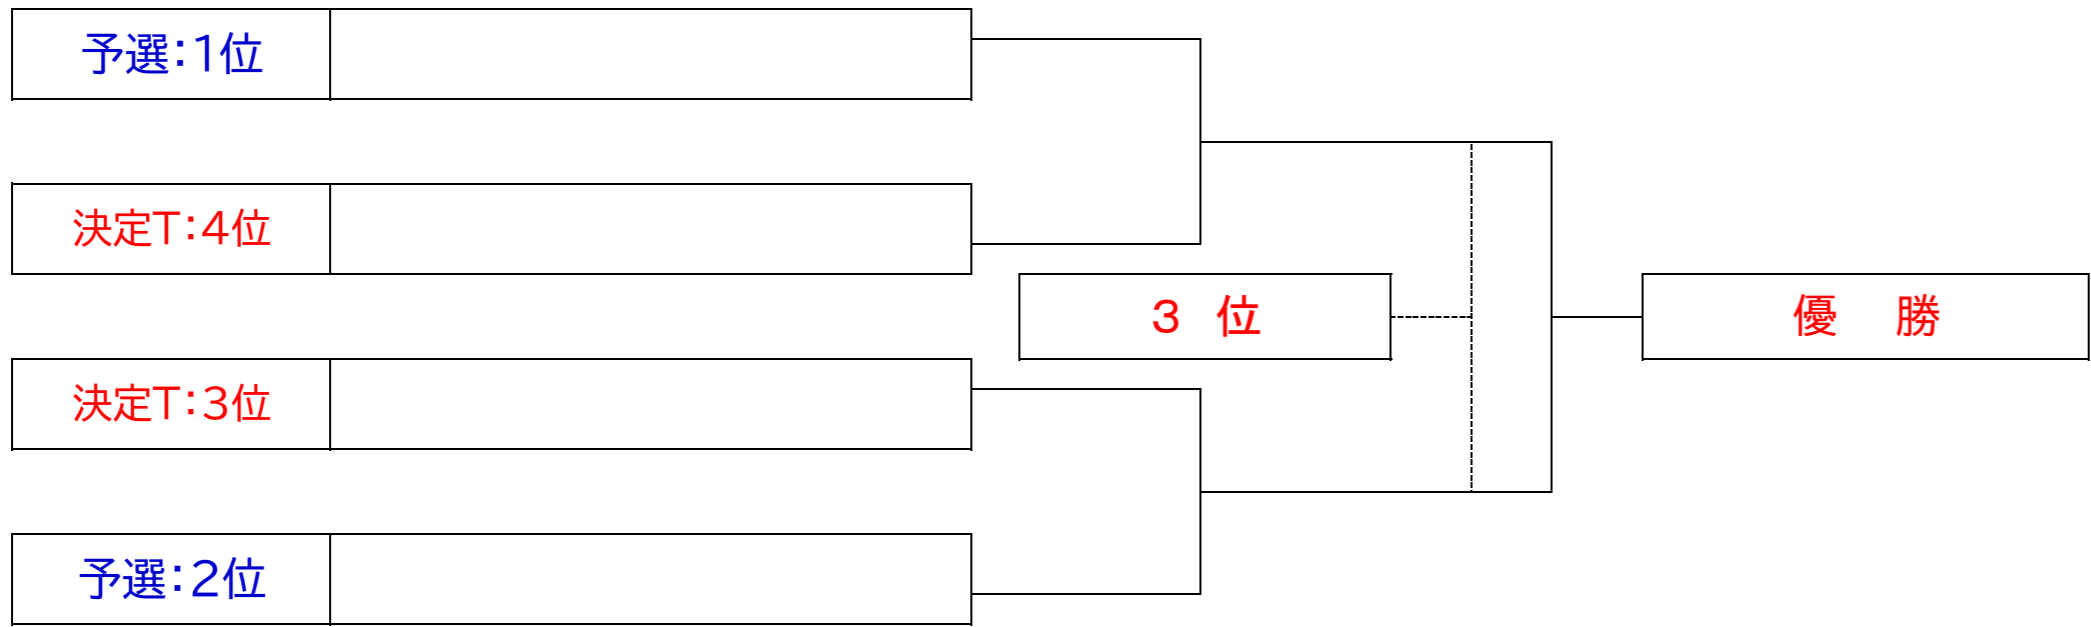 予選:1位
決定T:4位
3 位
優 勝
決定T:3位
予選:2位